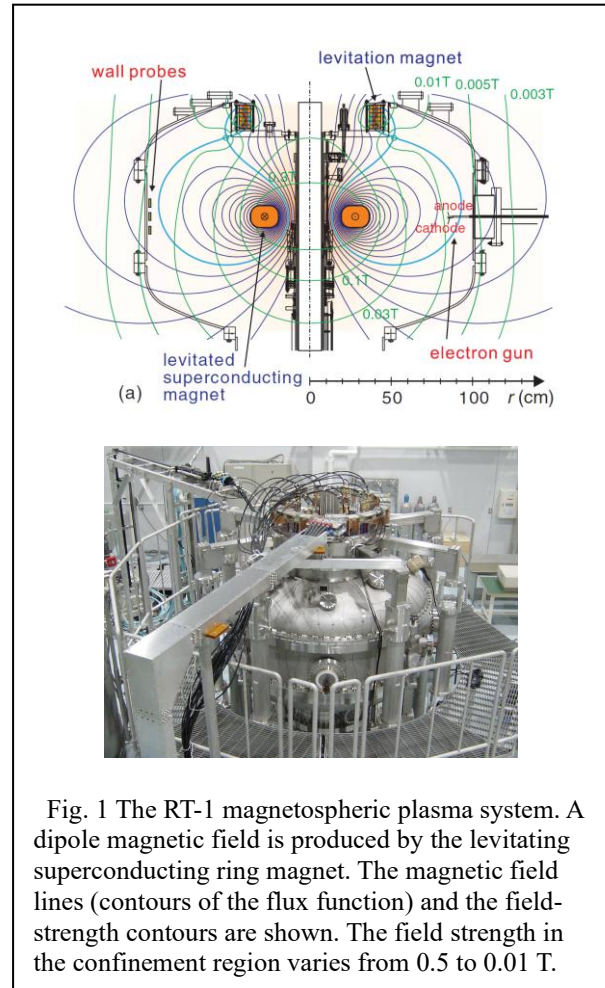 levitation magnet
wall probes
0.01T
0.005T
0.003T
anode
cathode
0.1T
0.03T
levitated
superconducting
magnet
electron gun
(a)
0 50 100 r (cm)
Fig. 1 The RT-1 magnetospheric plasma system. A
dipole magnetic field is produced by the levitating
superconducting ring magnet. The magnetic field
lines (contours of the flux function) and the field-
strength contours are shown. The field strength in
the confinement region varies from 0.5 to 0.01 T.